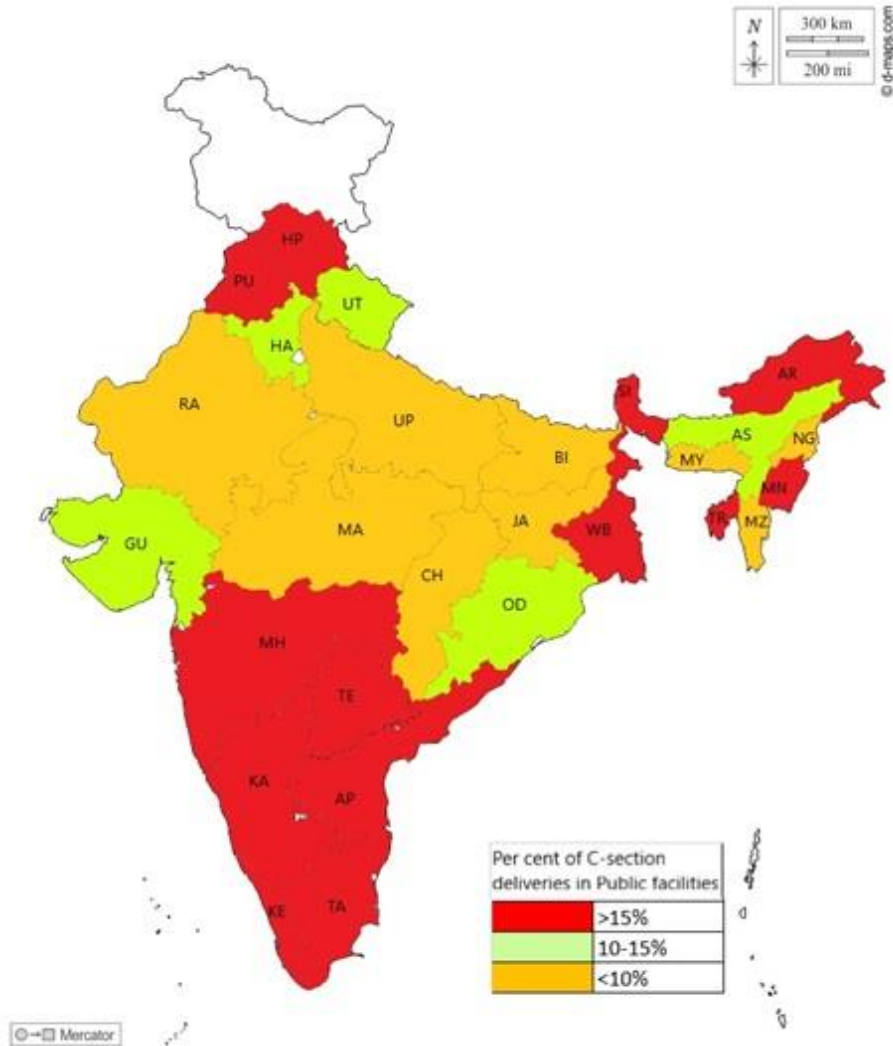 N
300 km
200 mi
© d-maps.com
HP
PU
UT
HA
RA
UP
BI
SI
AR
AS
NG
MY
MN
TR
MZ
GU
MA
JA
WB
CH
OD
MH
TE
KA
AP
KE
TA
Per cent of C-section
deliveries in Public facilities
>15%
10-15%
<10%
Mercator